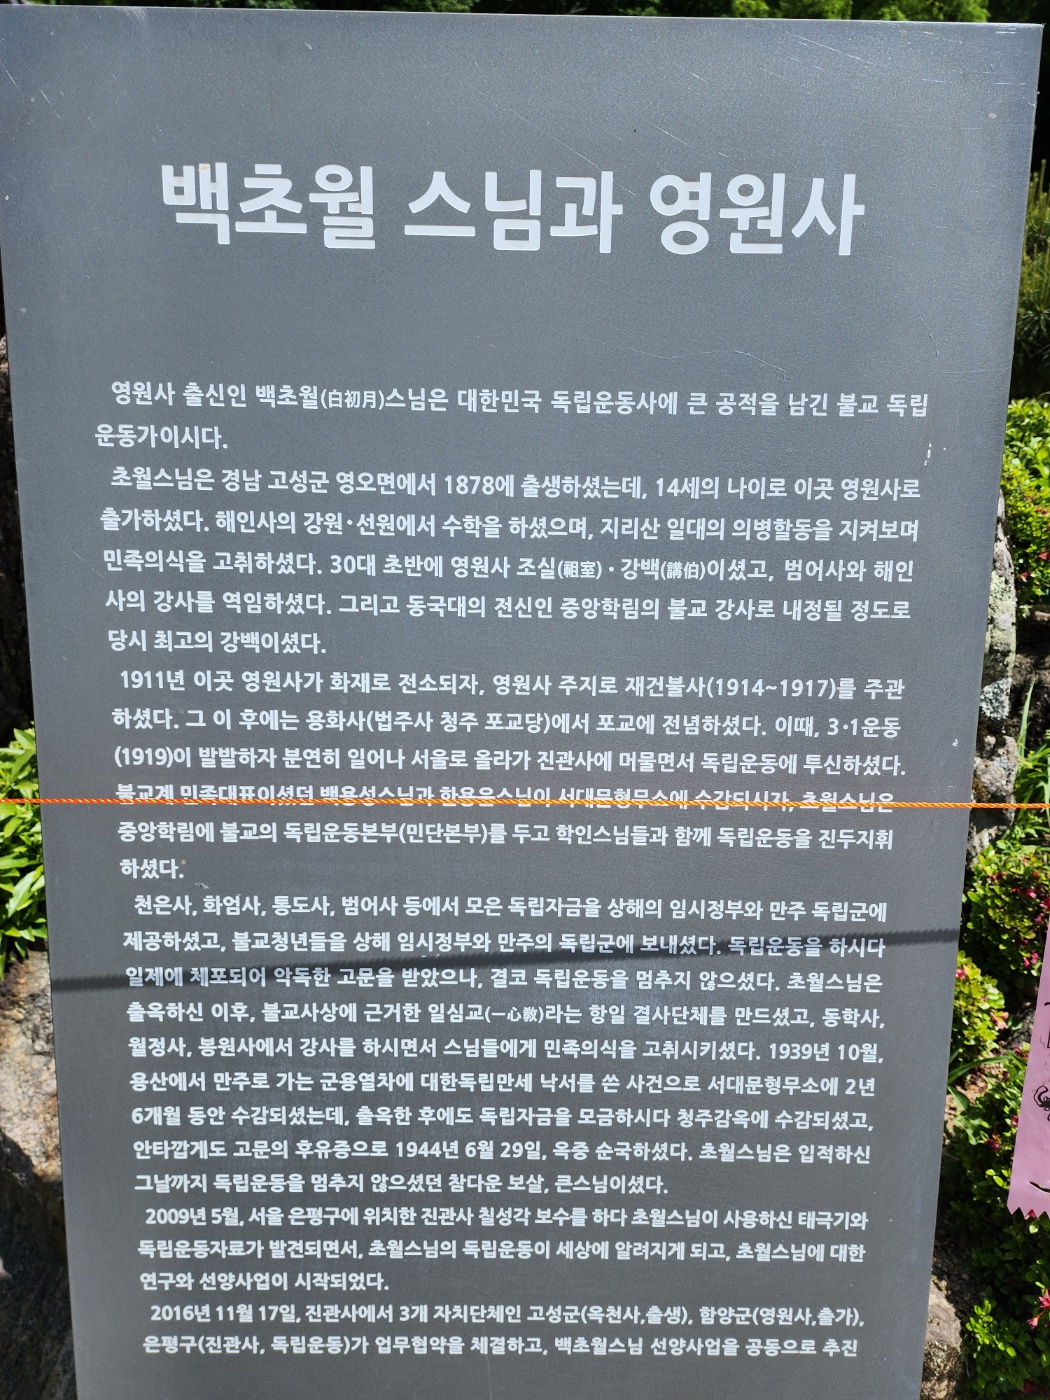 백초월 스님과 영원사
영원사 출신인 백초월(白初月)스님은 대한민국 독립운동사에 큰 공적을 남긴 불교 독립
운동가이시다.
초월스님은 경남 고성군 영오면에서 1878에 출생하셨는데, 14세의 나이로 이곳 영원사로
출가하셨다. 해인사의 강원·선원에서 수학을 하셨으며, 지리산 일대의 의병할동을 지켜보며
민족의식을 고취하셨다. 30대 초반에 영원사 조실(祖室)·강백(講伯)이셨고, 범어사와 해인
사의 강사를 역임하셨다. 그리고 동국대의 전신인 중앙학림의 불교 강사로 내정될 정도로
당시 최고의 강백이셨다.
1911년 이곳 영원사가 화재로 전소되자, 영원사 주지로 재건불사(1914~1917)를 주관
하셨다. 그 이 후에는 용화사(법주사 청주 포교당)에서 포교에 전념하셨다. 이때, 3·1운동
(1919)이 발발하자 분연히 일어나 서울로 올라가 진관사에 머물면서 독립운동에 투신하셨다.
불교계 민족대표이셨던 백용성스님과 한용운스님이 서대문형무소에 수감되시자, 초월스님은
중앙학림에 불교의 독립운동본부(민단본부)를 두고 학인스님들과 함께 독립운동을 진두지휘
하셨다.
천은사, 화엄사, 통도사, 범어사 등에서 모은 독립자금을 상해의 임시정부와 만주 독립군에
제공하셨고, 불교청년들을 상해 임시정부와 만주의 독립군에 보내셨다. 독립운동을 하시다
일제에 체포되어 악독한 고문을 받았으나, 결코 독립운동을 멈추지 않으셨다. 초월스님은
출옥하신 이후, 불교사상에 근거한 일심교(一心敎)라는 항일 결사단체를 만드셨고, 동학사,
월정사, 봉원사에서 강사를 하시면서 스님들에게 민족의식을 고취시키셨다. 1939년 10월,
용산에서 만주로 가는 군용열차에 대한독립만세 낙서를 쓴 사건으로 서대문형무소에 2년
6개월 동안 수감되셨는데, 출옥한 후에도 독립자금을 모금하시다 청주감옥에 수감되셨고,
안타깝게도 고문의 후유증으로 1944년 6월 29일, 옥중 순국하셨다. 초월스님은 입적하신
그날까지 독립운동을 멈추지 않으셨던 참다운 보살, 큰스님이셨다.
2009년 5월, 서울 은평구에 위치한 진관사 칠성각 보수를 하다 초월스님이 사용하신 태극기와
독립운동자료가 발견되면서, 초월스님의 독립운동이 세상에 알려지게 되고, 초월스님에 대한
연구와 선양사업이 시작되었다.
2016년 11월 17일, 진관사에서 3개 자치단체인 고성군(옥천사,출생), 함양군(영원사,출가),
은평구(진관사, 독립운동)가 업무협약을 체결하고, 백초월스님 선양사업을 공동으로 추진